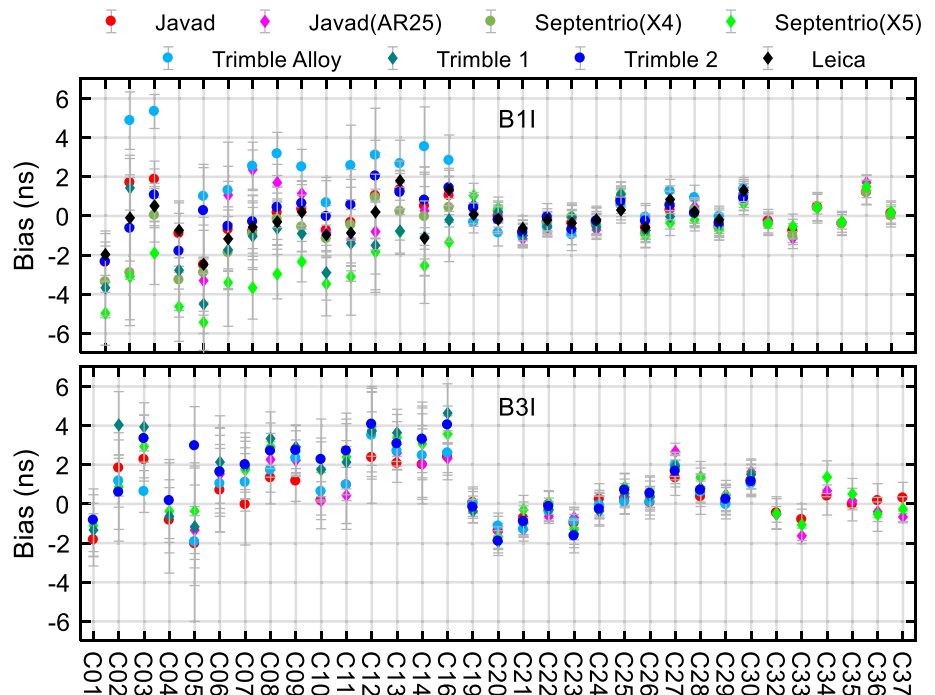 Javad Javad(AR25) Septentrio(X4) Septentrio(X5)
Trimble Alloy Trimble 1 Trimble 2 Leica
B1I
Bias (ns)
6
4
2
0
-2
-4
-6
B3I
Bias (ns)
6
4
2
0
-2
-4
-6
C01 C02 C03 C04 C05 C06 C07 C08 C09 C10 C11 C12 C13 C14 C16 C19 C20 C21 C22 C23 C24 C25 C26 C27 C28 C29 C30 C32 C33 C34 C35 C36 C37